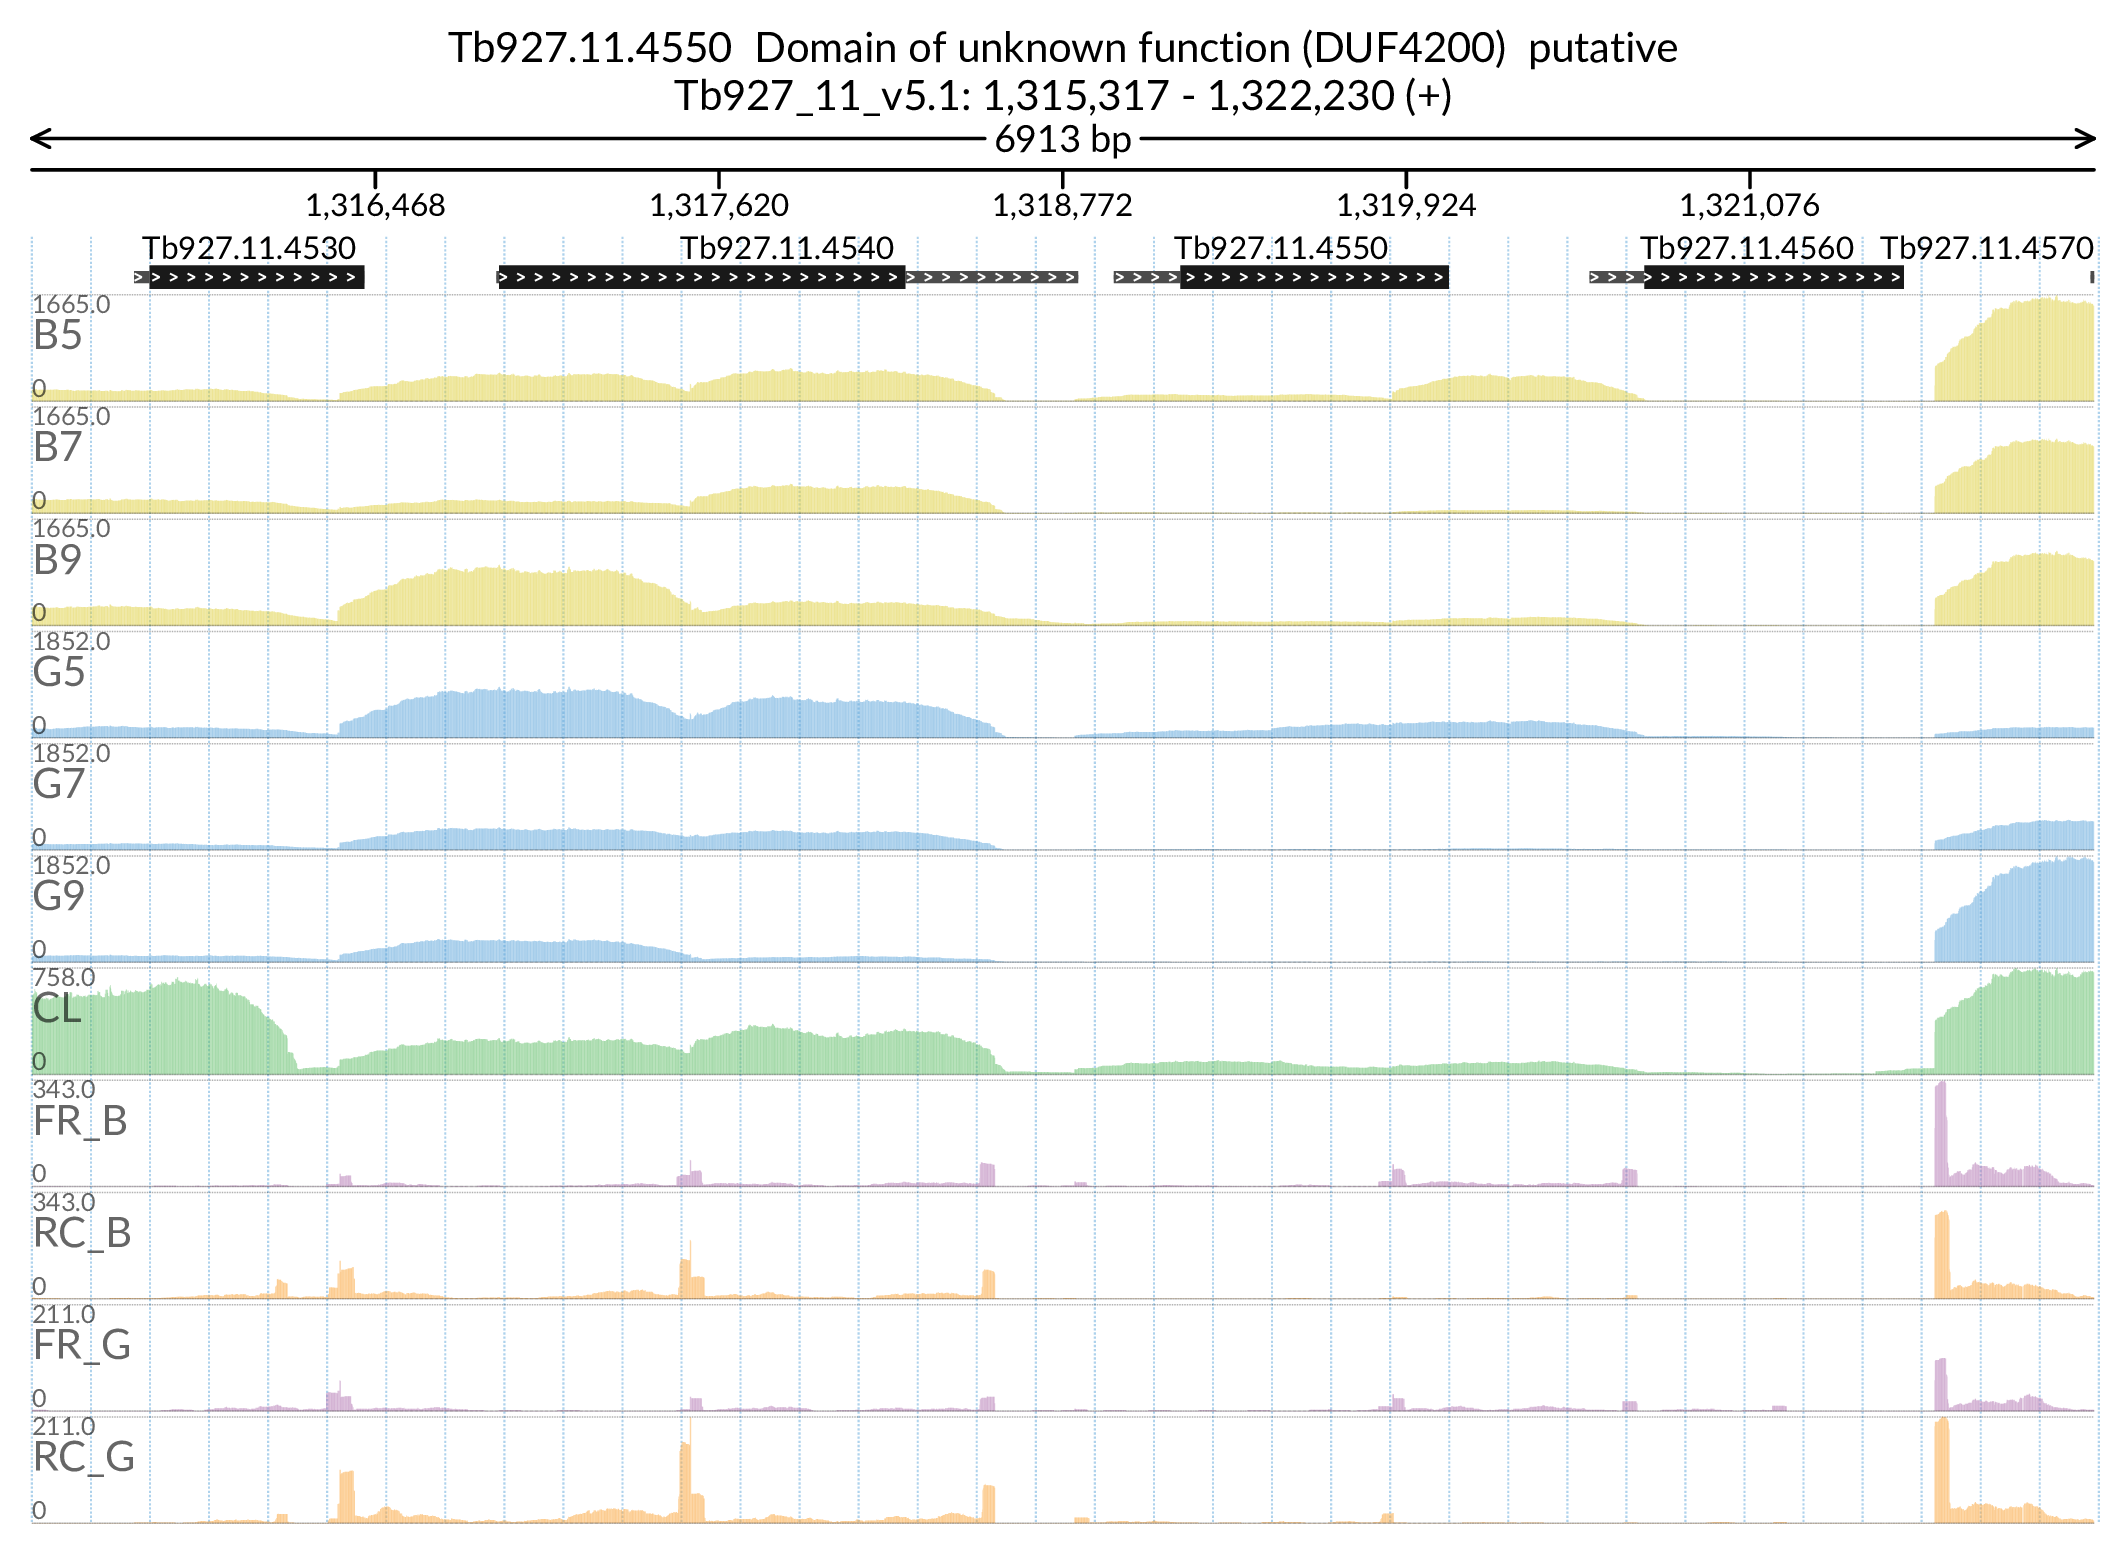 Tb927.11.4550  Domain of unknown function (DUF4200)  putative
Tb927_11_v5.1: 1,315,317 - 1,322,230 (+)
6913 bp
1,316,468 1,317,620 1,318,772 1,319,924 1,321,076
Tb927.11.4530 Tb927.11.4540 Tb927.11.4550 Tb927.11.4560 Tb927.11.4570
1665.0
B5
0
1665.0
B7
0
1665.0
B9
0
1852.0
G5
0
1852.0
G7
0
1852.0
G9
0
758.0
CL
0
343.0
FR_B
0
343.0
RC_B
0
211.0
FR_G
0
211.0
RC_G
0